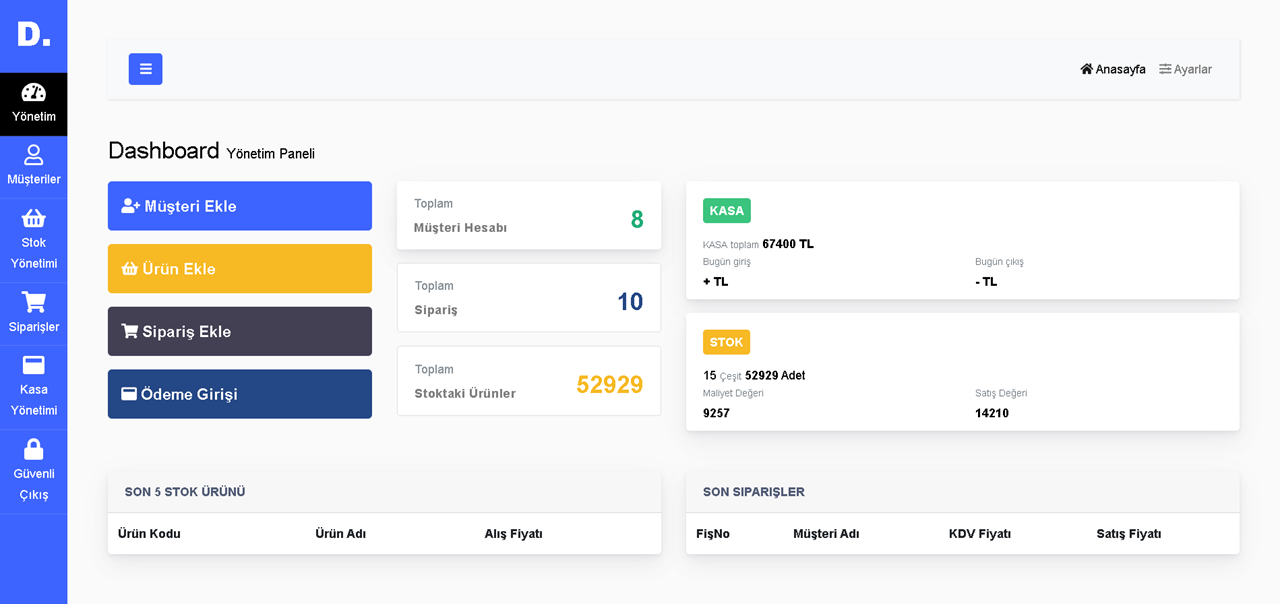 D.
Yönetim
Müşteriler
Stok
Yönetimi
Siparişler
Kasa
Yönetimi
Güvenli
Çıkış
Anasayfa Ayarlar
Dashboard Yönetim Paneli
Müşteri Ekle
Ürün Ekle
Sipariş Ekle
Ödeme Girişi
Toplam
Müşteri Hesabı 8
Toplam
Sipariş 10
Toplam
Stoktaki Ürünler 52929
KASA
KASA toplam 67400 TL
Bugün giriş Bugün çıkış
+ TL - TL
STOK
15 Çeşit 52929 Adet
Maliyet Değeri Satış Değeri
9257 14210
SON 5 STOK ÜRÜNÜ
Ürün Kodu Ürün Adı Alış Fiyatı
SON SIPARIŞLER
FişNo Müşteri Adı KDV Fiyatı Satış Fiyatı